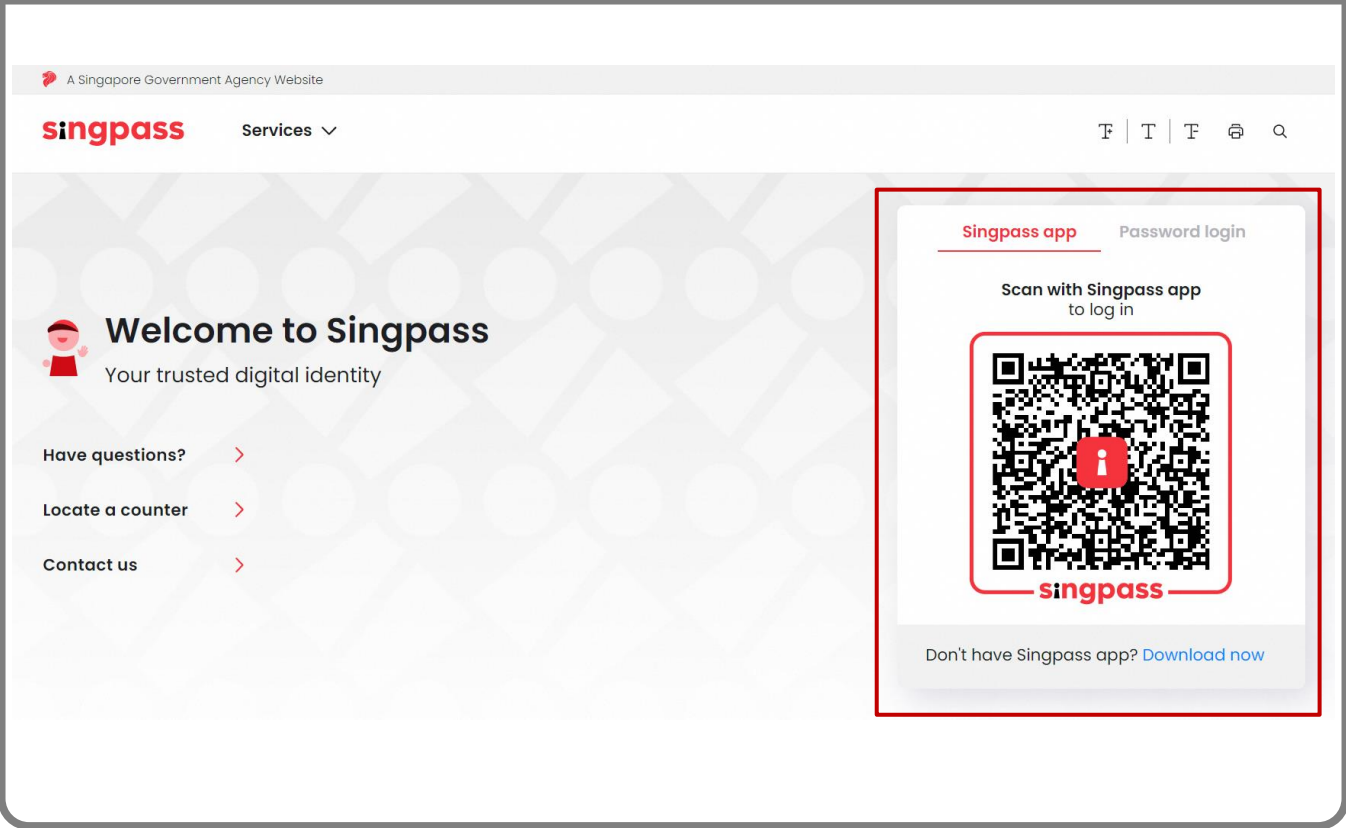 A Singapore Government Agency Website
singpass
Services
Welcome to Singpass
Your trusted digital identity
Have questions?
Locate a counter
Contact us
Singpass app
Password login
Scan with Singpass app
to log in
singpass
Don't have Singpass app? Download now